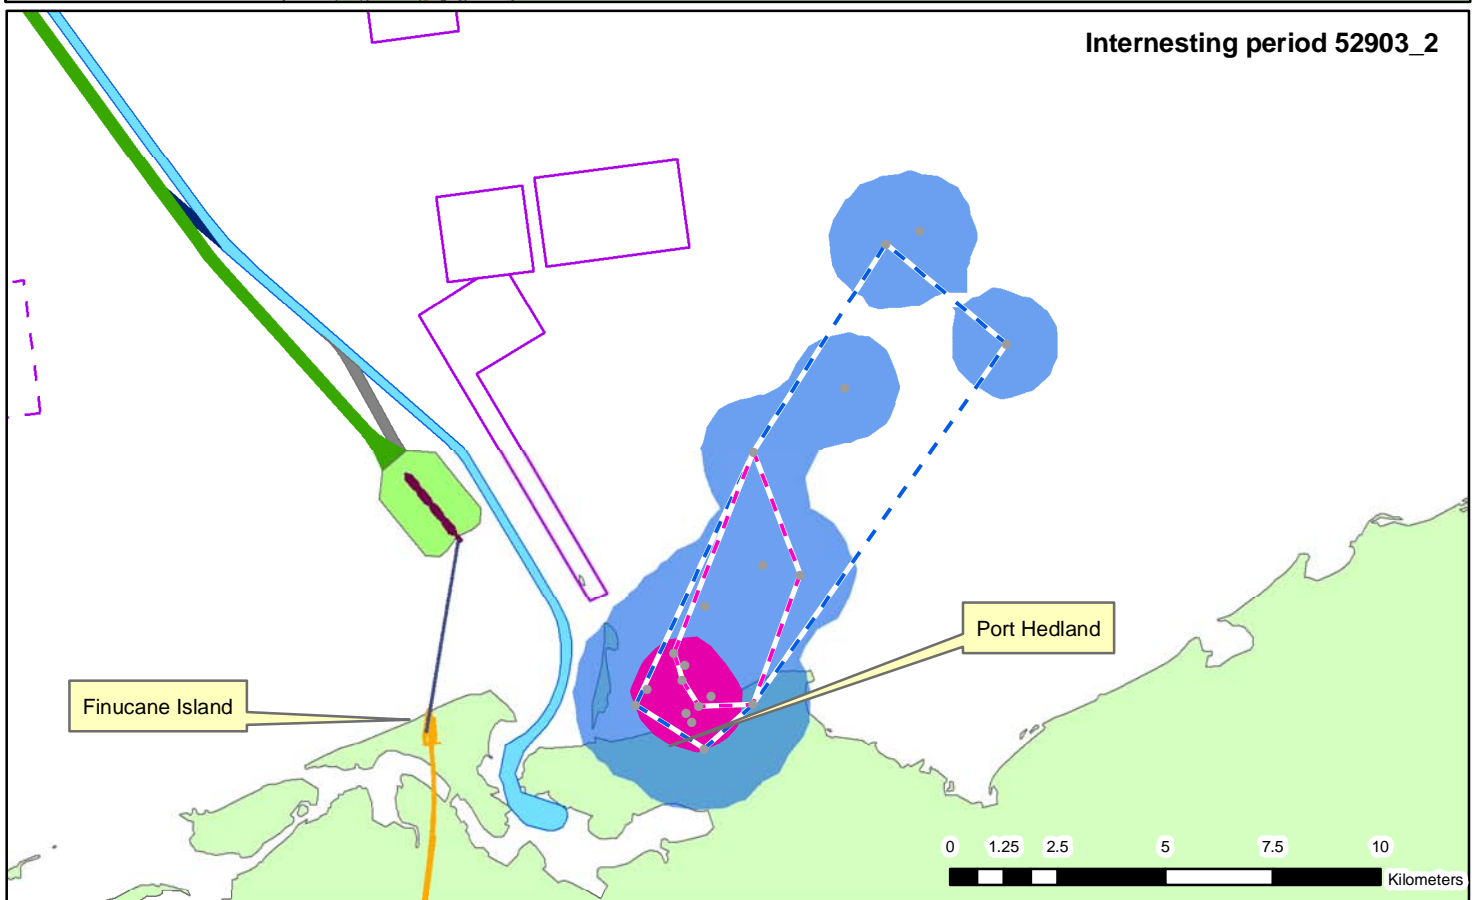 Internesting period 52903_2
Port Hedland
Finucane Island
0 1.25 2.5 5 7.5 10
Kilometers